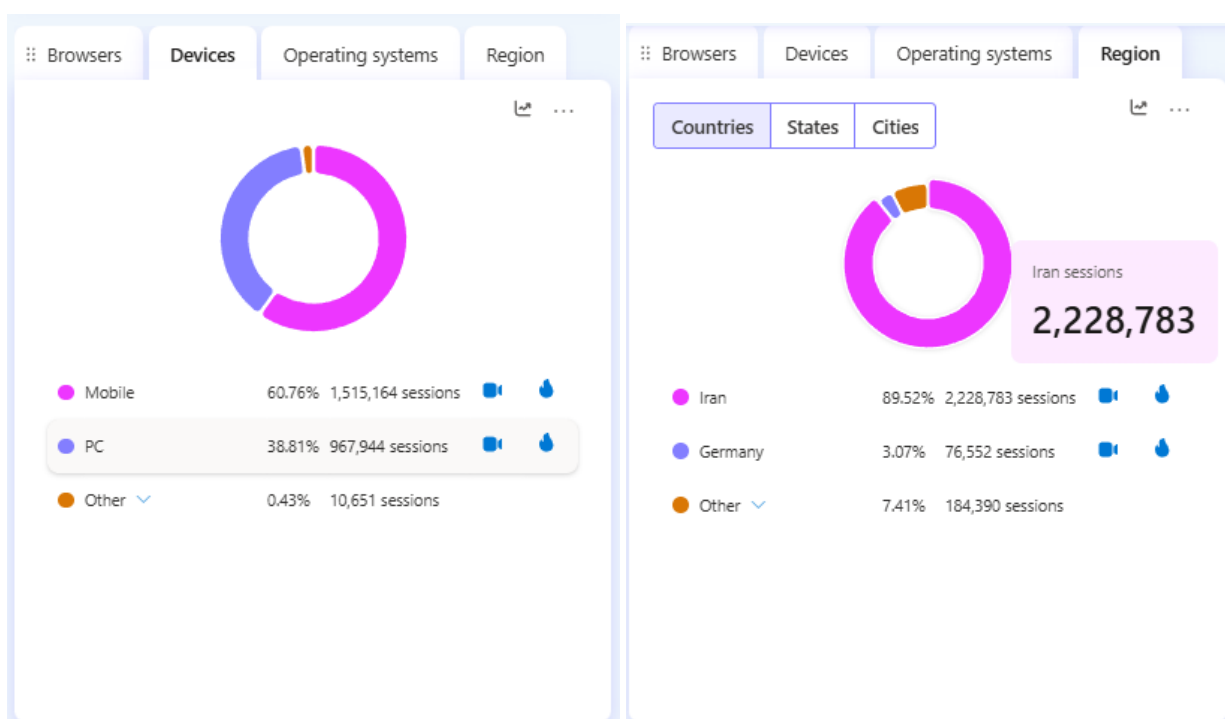 Browsers Devices Operating systems Region
Mobile 60.76% 1,515,164 sessions
PC 38.81% 967,944 sessions
Other 0.43% 10,651 sessions
Browsers Devices Operating systems Region
Countries States Cities
Iran sessions
2,228,783
Iran 89.52% 2,228,783 sessions
Germany 3.07% 76,552 sessions
Other 7.41% 184,390 sessions